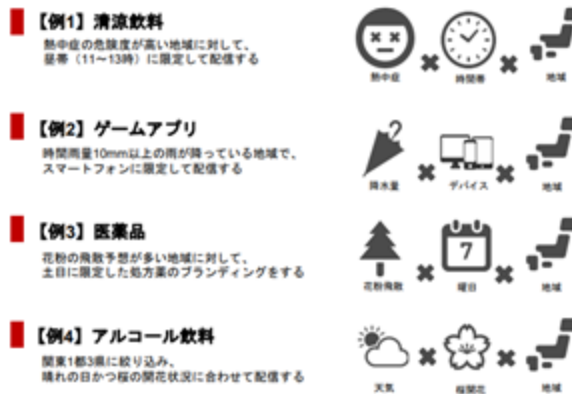 【例1】清涼飲料
熱中症の危険度が高い地域に対して、
昼帯（11～13時）に限定して配信する
熱中症
時間帯
地域
【例2】ゲームアプリ
時間雨量10mm以上の雨が降っている地域で、
スマートフォンに限定して配信する
降水量
デバイス
地域
【例3】医薬品
花粉の飛散予想が多い地域に対して、
土日に限定した処方薬のブランディングをする
7
花粉飛散
曜日
地域
【例4】アルコール飲料
関東1都3県に絞り込み、
晴れの日かつ桜の開花状況に合わせて配信する
天気
桜開花
地域